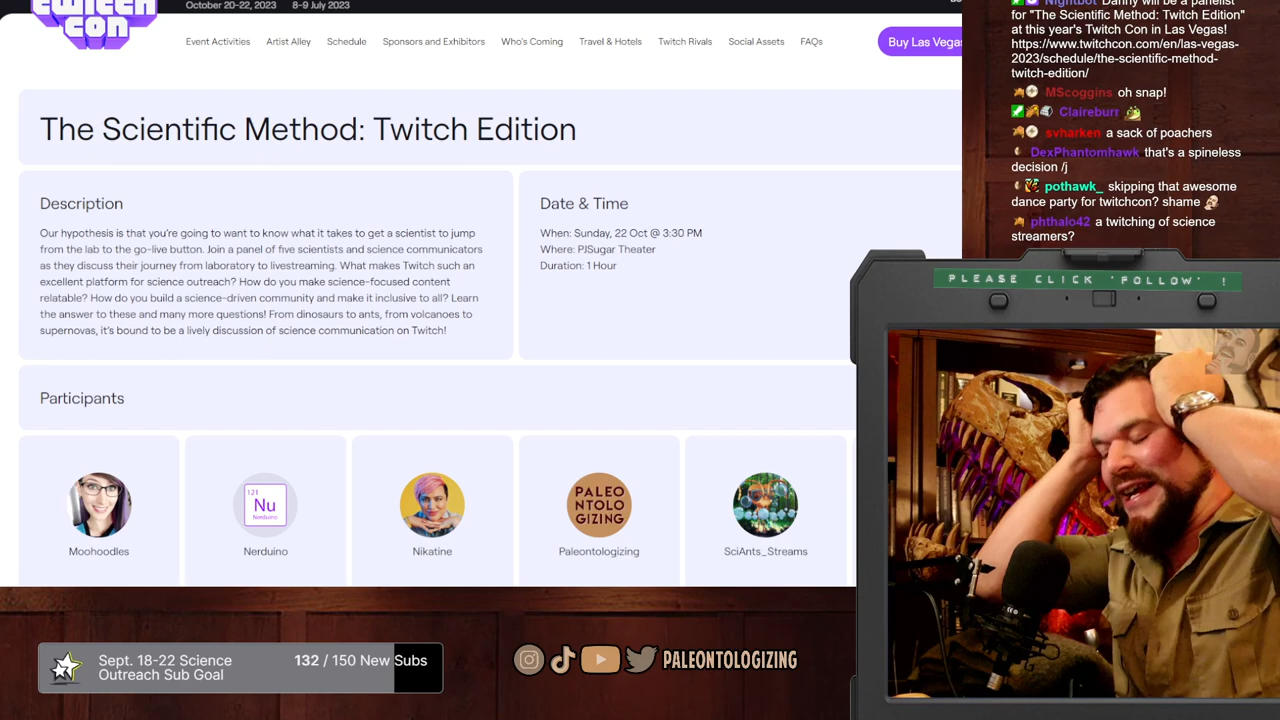 twitch
CON
October 20-22, 2023
8-9 July 2023
Event Activities
Artist Alley
Schedule
Sponsors and Exhibitors
Who's Coming
Travel & Hotels
Twitch Rivals
Social Assets
FAQs
Buy Las Vegas
The Scientific Method: Twitch Edition
Description
Our hypothesis is that you're going to want to know what it takes to get a scientist to jump
from the lab to the go-live button. Join a panel of five scientists and science communicators
as they discuss their journey from laboratory to livestreaming. What makes Twitch such an
excellent platform for science outreach? How do you make science-focused content
relatable? How do you build a science-driven community and make it inclusive to all? Learn
the answer to these and many more questions! From dinosaurs to ants, from volcanoes to
supernovas, it's bound to be a lively discussion of science communication on Twitch!
Date & Time
When: Sunday, 22 Oct @ 3:30 PM
Where: PJSugar Theater
Duration: 1 Hour
Participants
121
Nu
Nerduino
PALEO
NTOLO
GIZING
Moohoodles
Nerduino
Nikatine
Paleontologizing
SciAnts_Streams
Nightbot Danny will be a panelist
for "The Scientific Method: Twitch Edition"
at this year's Twitch Con in Las Vegas!
https://www.twitchcon.com/en/las-vegas-
2023/schedule/the-scientific-method-
twitch-edition/
MScoggins oh snap!
Claireburr
svharken a sack of poachers
DexPhantomhawk that's a spineless
decision /j
pothawk_ skipping that awesome
dance party for twitchcon? shame
phthalo42 a twitching of science
streamers?
PLEASE CLICK 'FOLLOW' !
Sept. 18-22 Science
Outreach Sub Goal
132 / 150 New Subs
PALEONTOLOGIZING